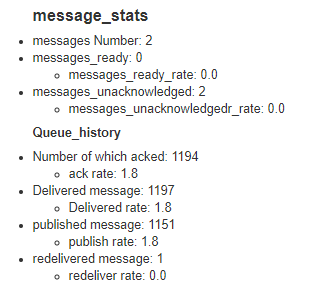 message_stats
messages Number: 2
messages_ready: 0
messages_ready_rate: 0.0
messages_unacknowledged: 2
messages_unacknowledgedr_rate: 0.0
Queue_history
Number of which acked: 1194
ack rate: 1.8
Delivered message: 1197
Delivered rate: 1.8
published message: 1151
publish rate: 1.8
redelivered message: 1
redeliver rate: 0.0